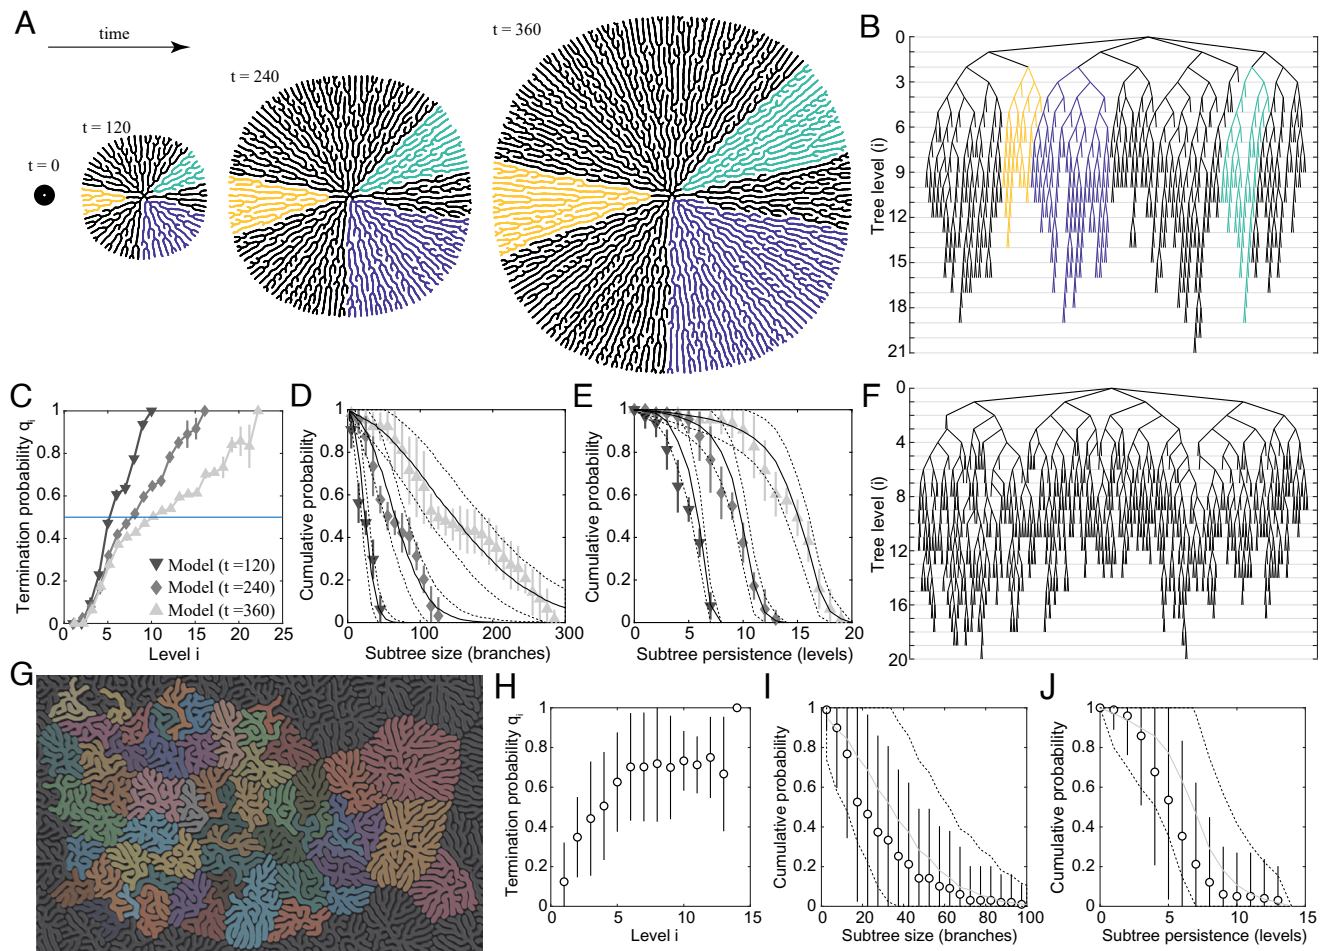 A
time
t = 0
t = 120
t = 240
t = 360
B
0
3
6
9
12
15
18
21
Tree level (i)
C
1
0.8
0.6
0.4
0.2
0
Termination probability qi
Model (t =120)
Model (t =240)
Model (t =360)
0 5 10 15 20 25
Level i
D
1
0.8
0.6
0.4
0.2
0
Cumulative probability
0 100 200 300
Subtree size (branches)
E
1
0.8
0.6
0.4
0.2
0
Cumulative probability
0 5 10 15 20
Subtree persistence (levels)
F
0
2
4
6
8
10
12
14
16
18
20
Tree level (i)
G
H
1
0.8
0.6
0.4
0.2
0
Termination probability qi
0 5 10 15
Level i
I
1
0.8
0.6
0.4
0.2
0
Cumulative probability
0 20 40 60 80 100
Subtree size (branches)
J
1
0.8
0.6
0.4
0.2
0
Cumulative probability
0 5 10 15
Subtree persistence (levels)